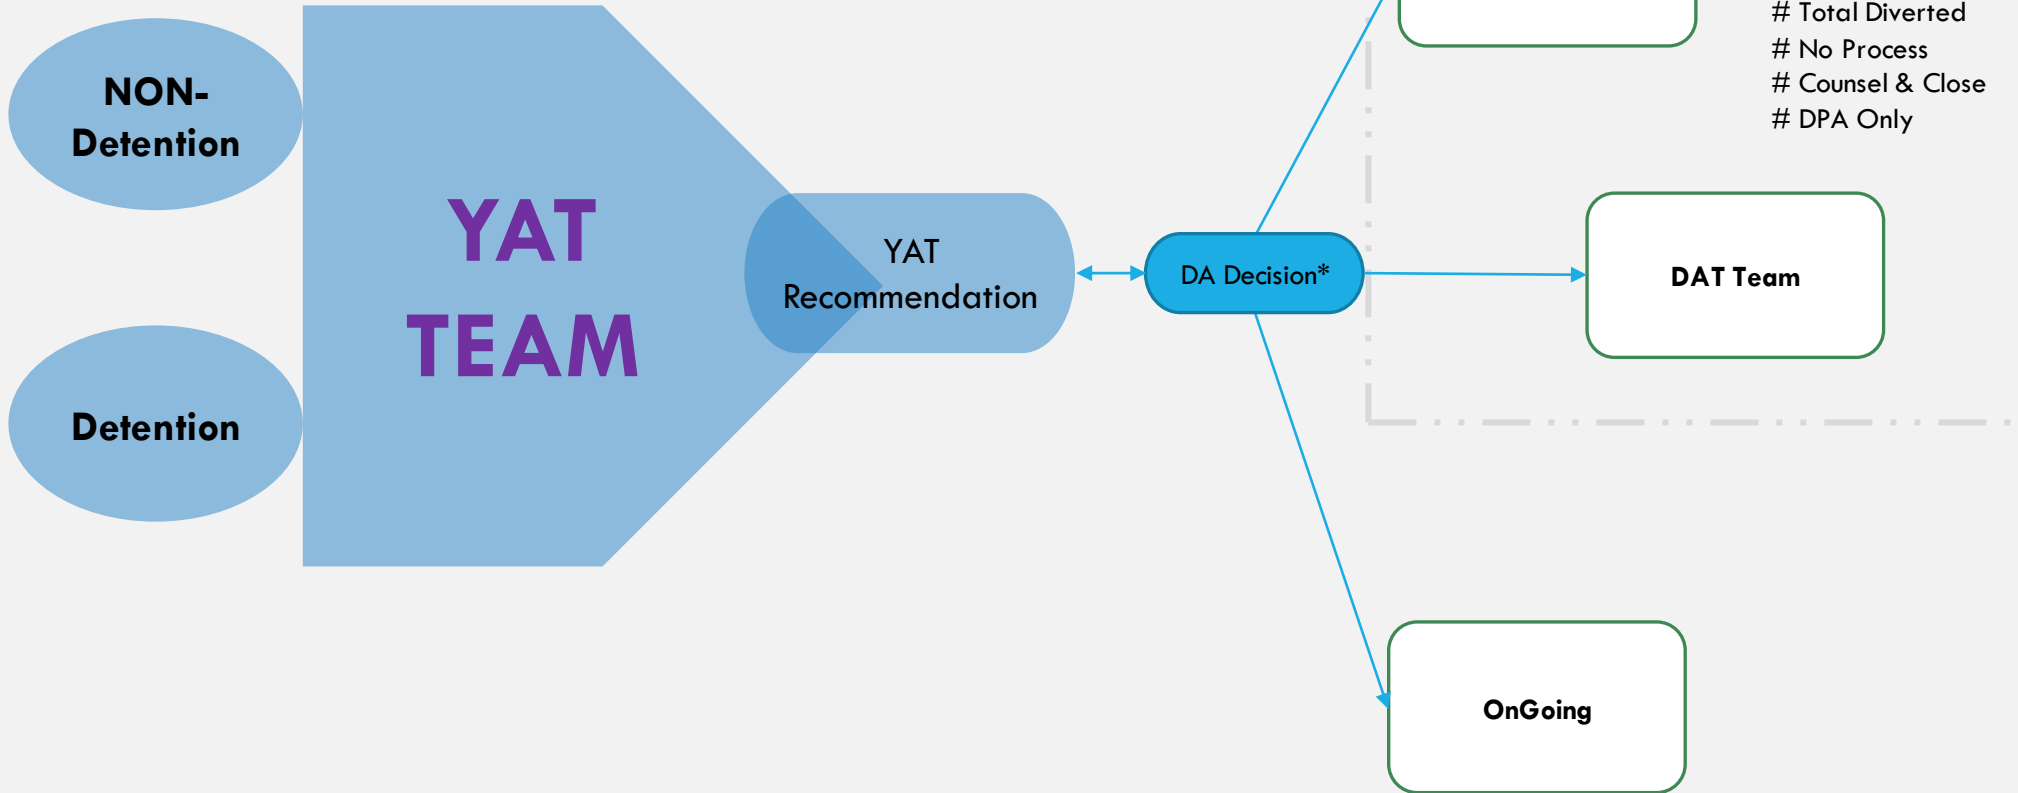 NON-
Detention
Detention
YAT
TEAM
YAT
Recommendation
DA Decision*
# Total Diverted
# No Process
# Counsel & Close
# DPA Only
DAT Team
OnGoing